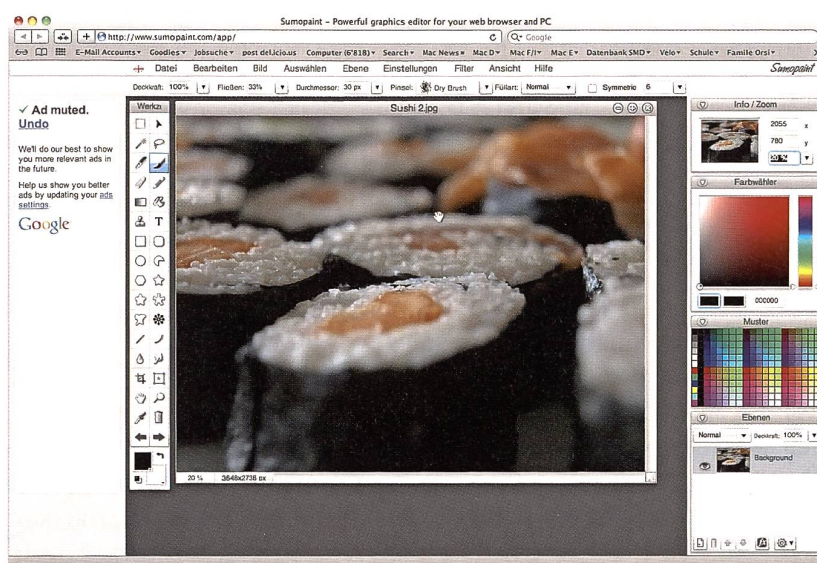 Sumopaint – Powerful graphics editor for your web browser and PC
http://www.sumopaint.com/app/
Google
E-Mail Accounts Goodies Jobsuche post del.icio.us Computer (6'818) Search Mac News Mac D Mac F/I Mac E Datenbank SMD Velo Schule Famile Orsi
Datei Bearbeiten Bild Auswählen Ebene Einstellungen Filter Ansicht Hilfe
Sumopaint
Deckkraft: 100% Fließen: 33% Durchmesser: 30 px Pinsel: Dry Brush Füllart: Normal Symmetrie 6
✓ Ad muted.
Undo
We'll do our best to show
you more relevant ads in
the future.
Help us show you better
ads by updating your ads
settings.
Google
Werkz
T
Sushi 2.jpg
20 % 3648x2736 px
Info / Zoom
2055 x
780 y
20 %
Farbwähler
000000
Muster
Ebenen
Normal Deckkraft: 100%
Background